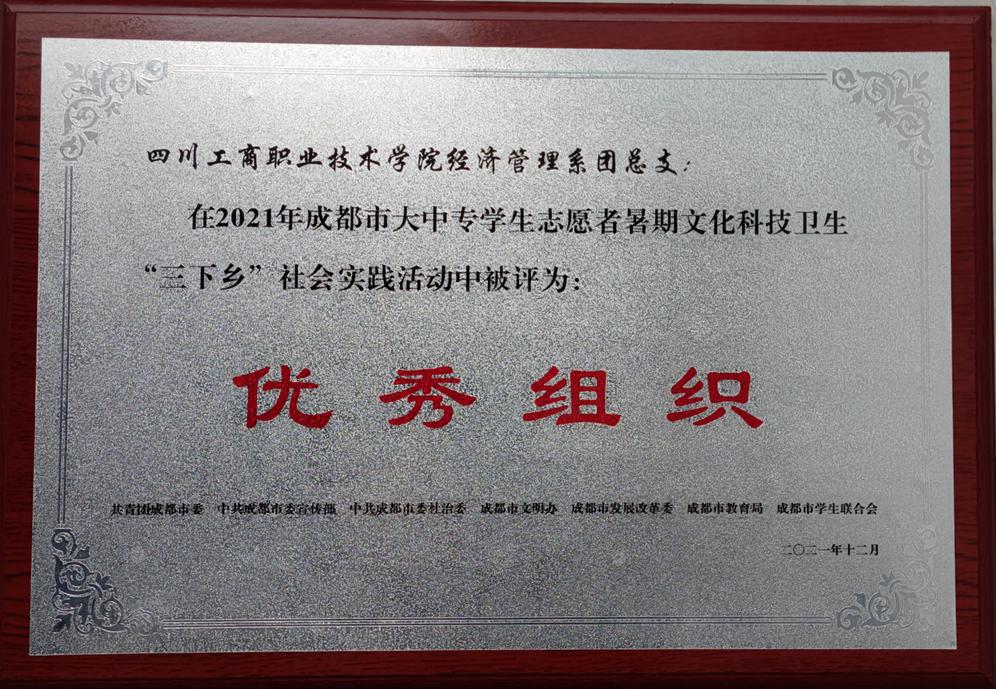 四川工商职业技术学院经济管理系团总支：
在2021年成都市大中专学生志愿者暑期文化科技卫生
“三下乡”社会实践活动中被评为：
优秀组织
共青团成都市委 中共成都市委宣传部 中共成都市委社治委 成都市文明办 成都市发展改革委 成都市教育局 成都市学生联合会
二〇二一年十二月